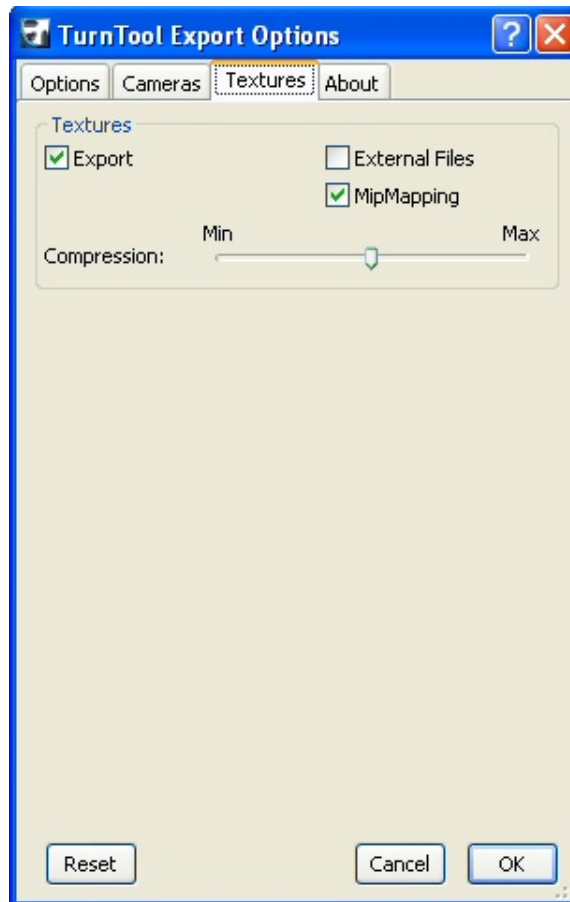 TurnTool Export Options
Options Cameras Textures About
Textures
Export External Files
MipMapping
Min Max
Compression:
Reset Cancel OK